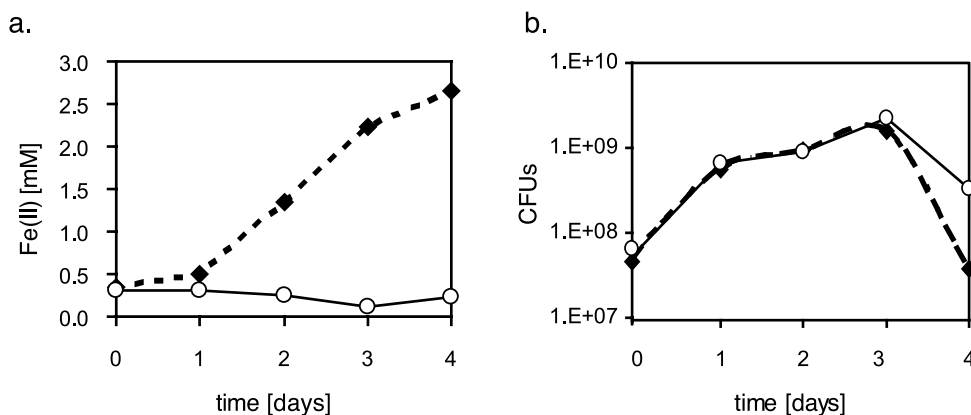 a.
Fe(II) [mM]
3.0
2.5
2.0
1.5
1.0
0.5
0.0
0 1 2 3 4
time [days]
b.
CFUs
1.E+10
1.E+09
1.E+08
1.E+07
0 1 2 3 4
time [days]